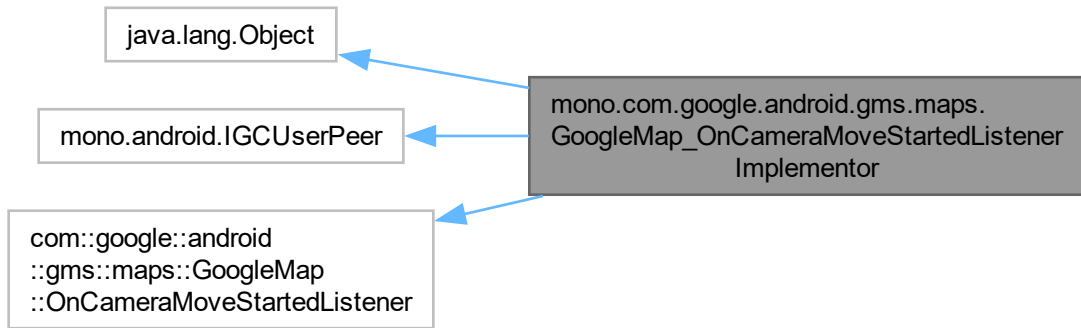 java.lang.Object
mono.android.IGCUserPeer
com::google::android
::gms::maps::GoogleMap
::OnCameraMoveStartedListener
mono.com.google.android.gms.maps.
GoogleMap_OnCameraMoveStartedListener
Implementor